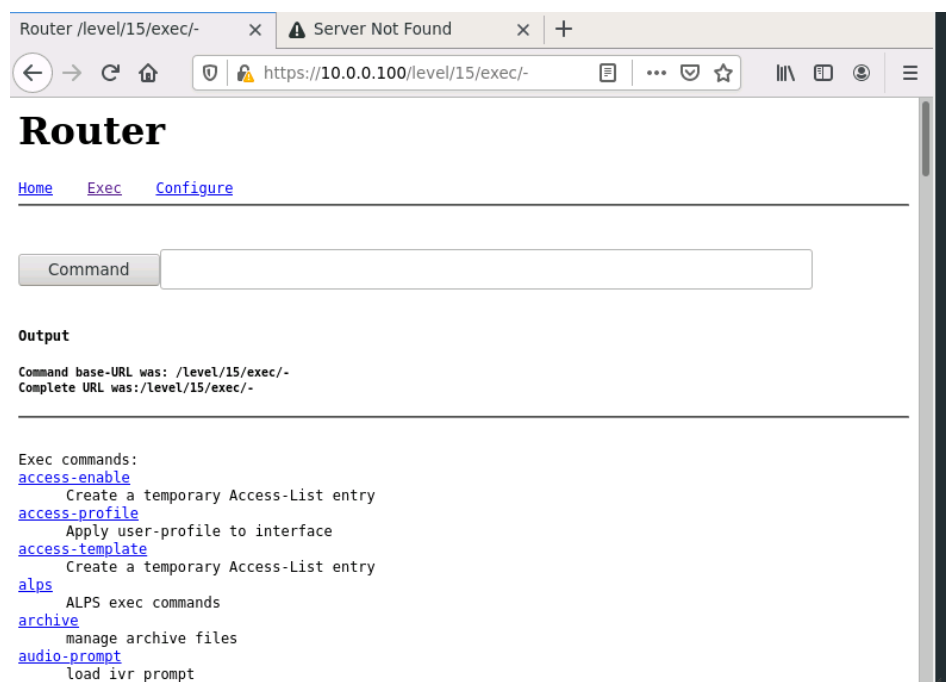 Router /level/15/exec/-
Server Not Found
https://10.0.0.100/level/15/exec/-
Router
Home Exec Configure
Command
Output
Command base-URL was: /level/15/exec/-
Complete URL was:/level/15/exec/-
Exec commands:
access-enable
Create a temporary Access-List entry
access-profile
Apply user-profile to interface
access-template
Create a temporary Access-List entry
alps
ALPS exec commands
archive
manage archive files
audio-prompt
load ivr prompt